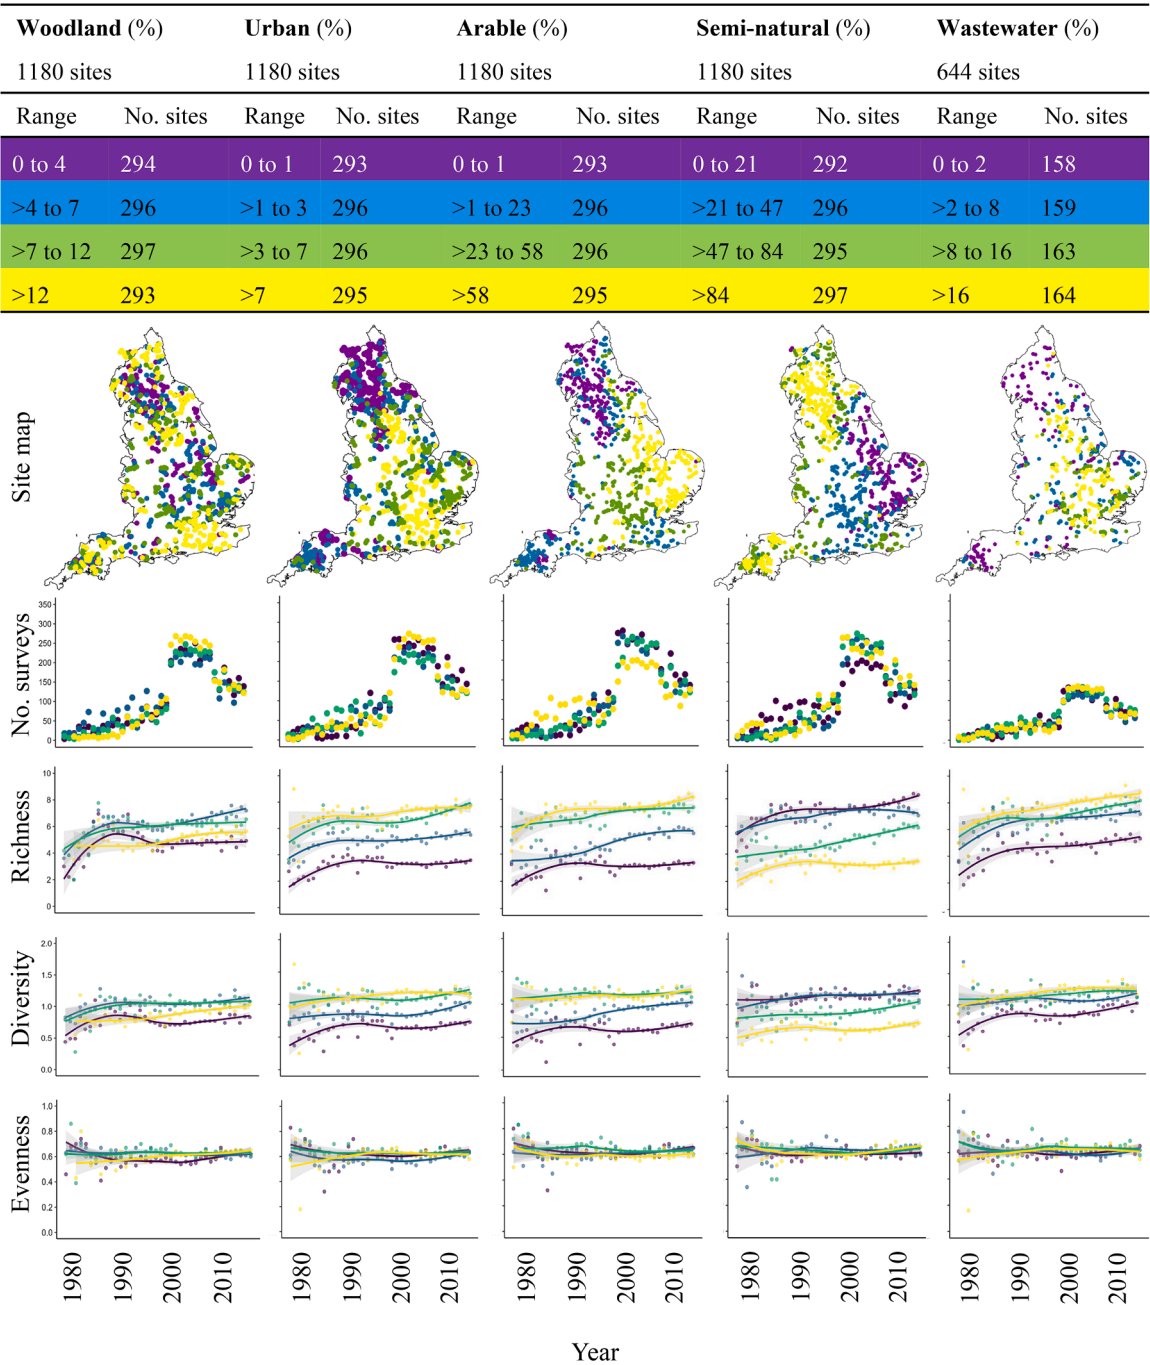 Woodland (%) Urban (%) Arable (%) Semi-natural (%) Wastewater (%)
1180 sites 1180 sites 1180 sites 1180 sites 644 sites
Range No. sites Range No. sites Range No. sites Range No. sites Range No. sites
0 to 4 294 0 to 1 293 0 to 1 293 0 to 21 292 0 to 2 158
>4 to 7 296 >1 to 3 296 >1 to 23 296 >21 to 47 296 >2 to 8 159
>7 to 12 297 >3 to 7 296 >23 to 58 296 >47 to 84 295 >8 to 16 163
>12 293 >7 295 >58 295 >84 297 >16 164
Site map
No. surveys
350
300
250
200
150
100
50
0
Richness
10
8
6
4
2
0
Diversity
2.0
1.5
1.0
0.5
0.0
Evenness
1.0
0.8
0.6
0.4
0.2
0.0
1980 1990 2000 2010 1980 1990 2000 2010 1980 1990 2000 2010 1980 1990 2000 2010 1980 1990 2000 2010
Year